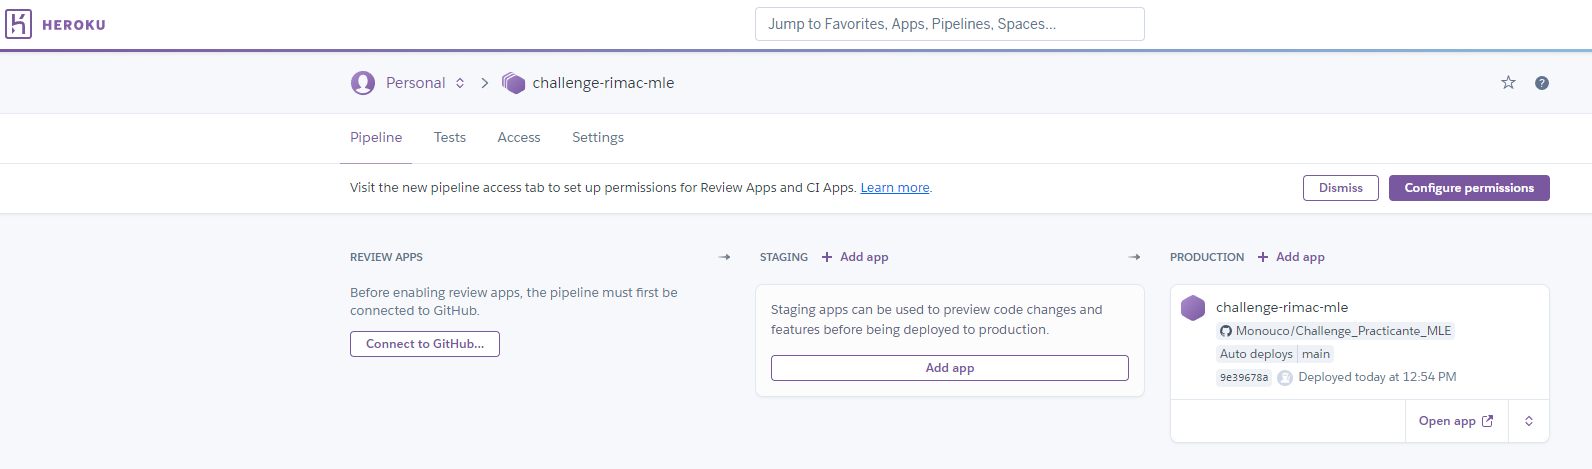 HEROKU
Jump to Favorites, Apps, Pipelines, Spaces...
Personal
challenge-rimac-mle
?
Pipeline Tests Access Settings
Visit the new pipeline access tab to set up permissions for Review Apps and CI Apps. Learn more.
Dismiss
Configure permissions
REVIEW APPS
Before enabling review apps, the pipeline must first be
connected to GitHub.
Connect to GitHub...
STAGING + Add app
Staging apps can be used to preview code changes and
features before being deployed to production.
Add app
PRODUCTION + Add app
challenge-rimac-mle
Monouco/Challenge_Practicante_MLE
Auto deploys main
9e39678a Deployed today at 12:54 PM
Open app